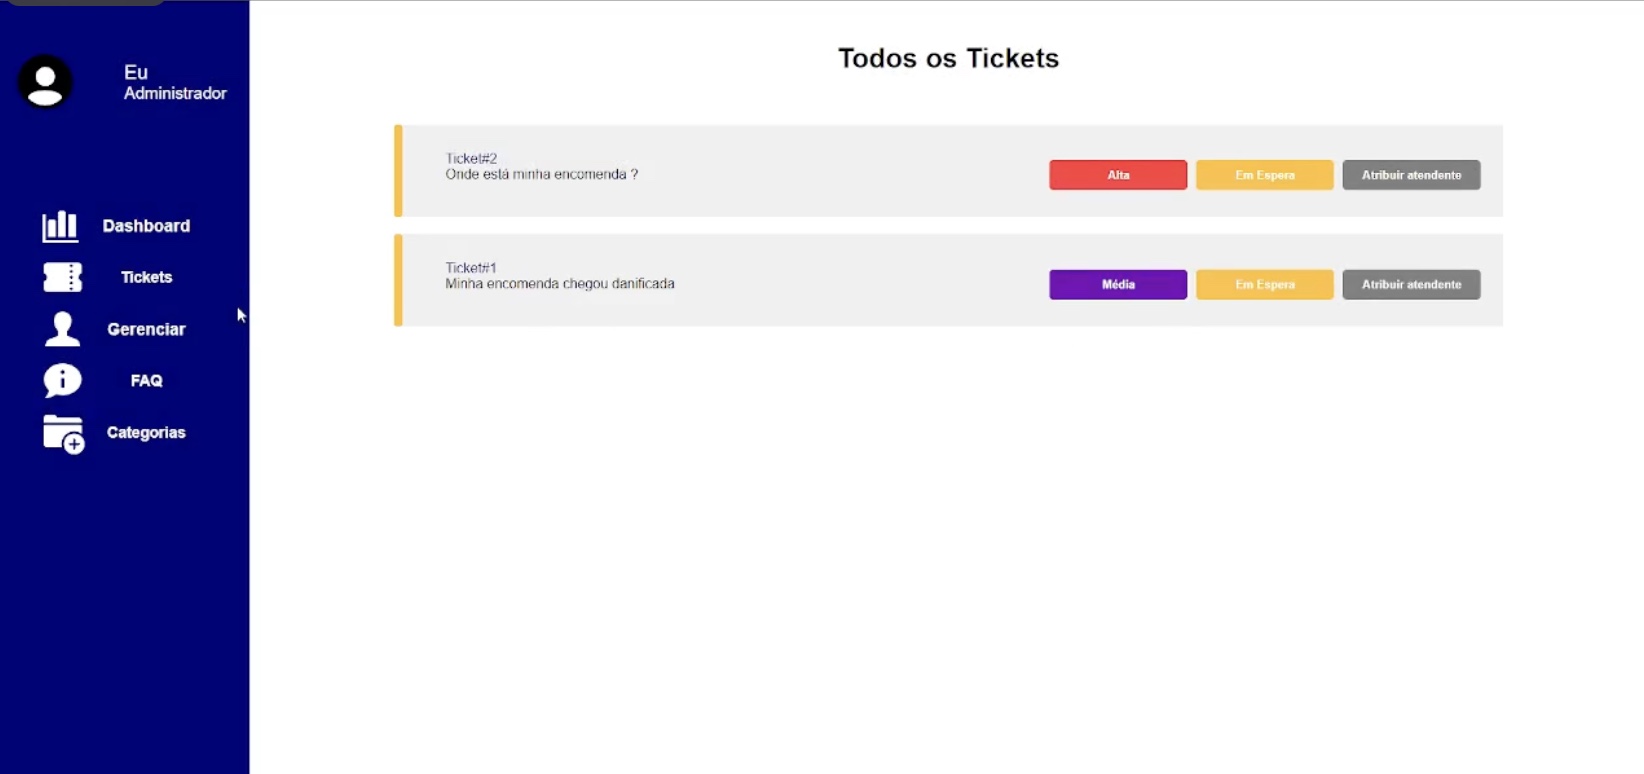 Eu
Administrador
Dashboard
Tickets
Gerenciar
FAQ
Categorias
Todos os Tickets
Ticket#2
Onde está minha encomenda ?
Alta
Em Espera
Atribuir atendente
Ticket#1
Minha encomenda chegou danificada
Média
Em Espera
Atribuir atendente